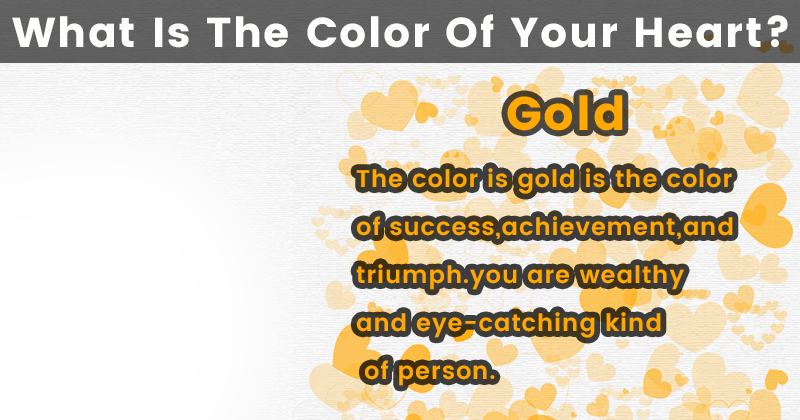 What Is The Color Of Your Heart?
Gold
The color is gold is the color
of success,achievement,and
triumph.you are wealthy
and eye-catching kind
of person.